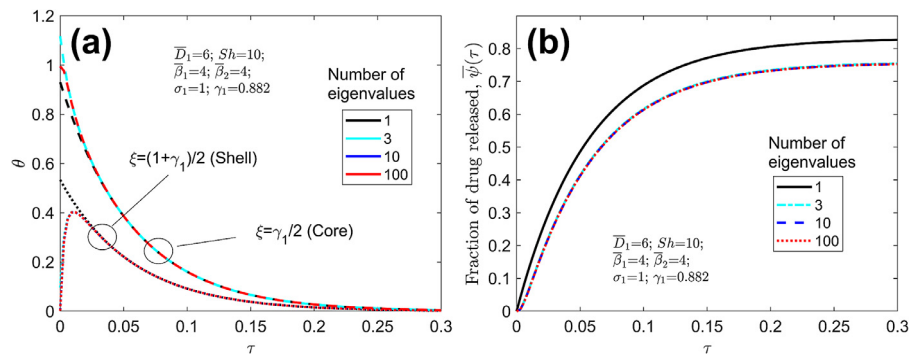 (a)
D̅₁=6; Sh=10;
β̅₁=4; β̅₂=4;
σ₁=1; γ₁=0.882
Number of
eigenvalues
1
3
10
100
ξ=(1+γ₁)/2 (Shell)
ξ=γ₁/2 (Core)
θ
1.2
1
0.8
0.6
0.4
0.2
0
0 0.05 0.1 0.15 0.2 0.25 0.3
τ
(b)
Fraction of drug released, ψ̅(τ)
0.8
0.7
0.6
0.5
0.4
0.3
0.2
0.1
0
Number of
eigenvalues
1
3
10
100
D̅₁=6; Sh=10;
β̅₁=4; β̅₂=4;
σ₁=1; γ₁=0.882
0 0.05 0.1 0.15 0.2 0.25 0.3
τ